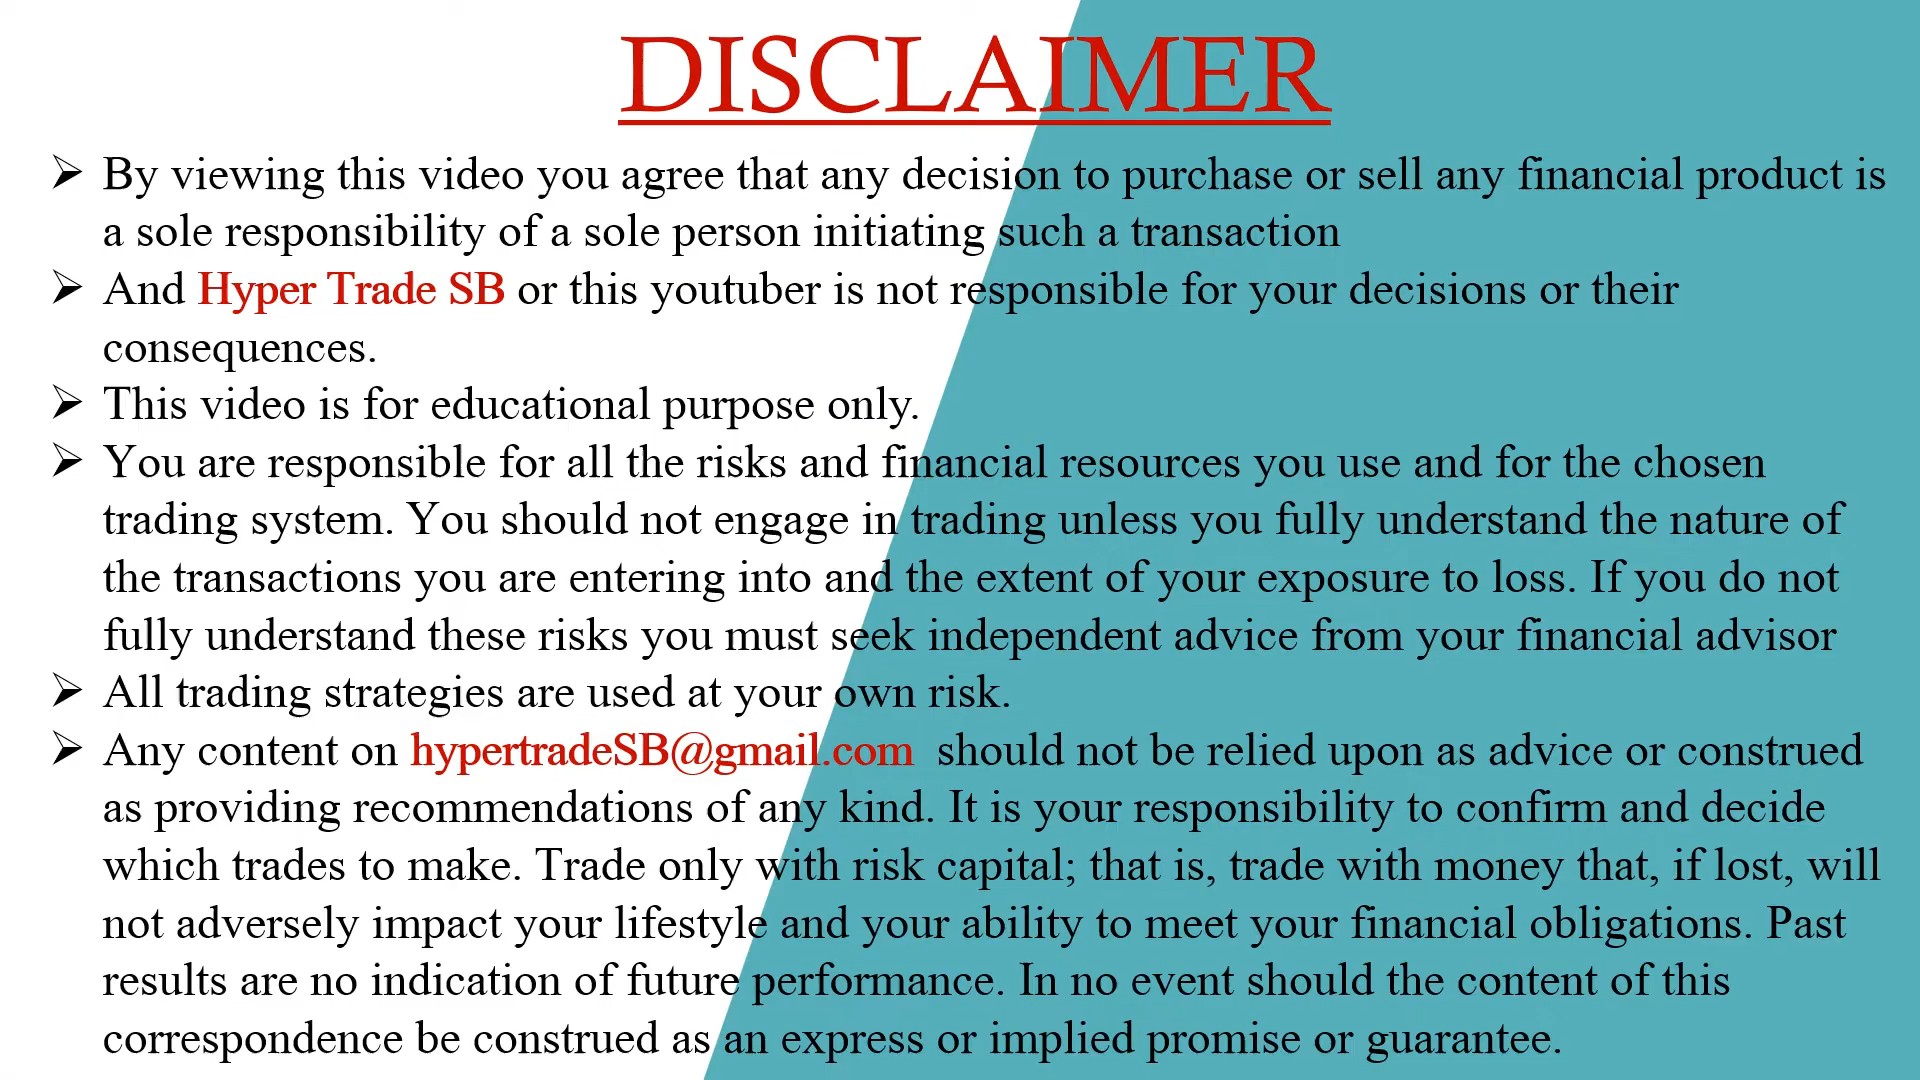 DISCLAIMER
➢ By viewing this video you agree that any decision to purchase or sell any financial product is
a sole responsibility of a sole person initiating such a transaction
➢ And Hyper Trade SB or this youtuber is not responsible for your decisions or their
consequences.
➢ This video is for educational purpose only.
➢ You are responsible for all the risks and financial resources you use and for the chosen
trading system. You should not engage in trading unless you fully understand the nature of
the transactions you are entering into and the extent of your exposure to loss. If you do not
fully understand these risks you must seek independent advice from your financial advisor
➢ All trading strategies are used at your own risk.
➢ Any content on hypertradeSB@gmail.com should not be relied upon as advice or construed
as providing recommendations of any kind. It is your responsibility to confirm and decide
which trades to make. Trade only with risk capital; that is, trade with money that, if lost, will
not adversely impact your lifestyle and your ability to meet your financial obligations. Past
results are no indication of future performance. In no event should the content of this
correspondence be construed as an express or implied promise or guarantee.